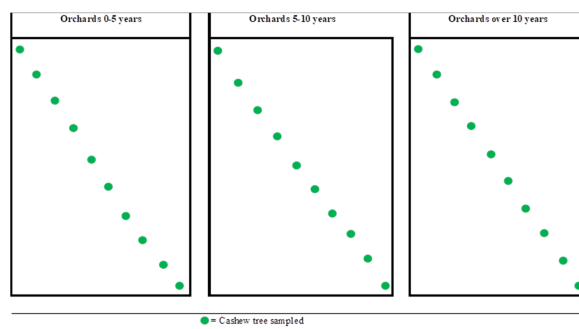 Orchards 0-5 years
Orchards 5-10 years
Orchards over 10 years
= Cashew tree sampled